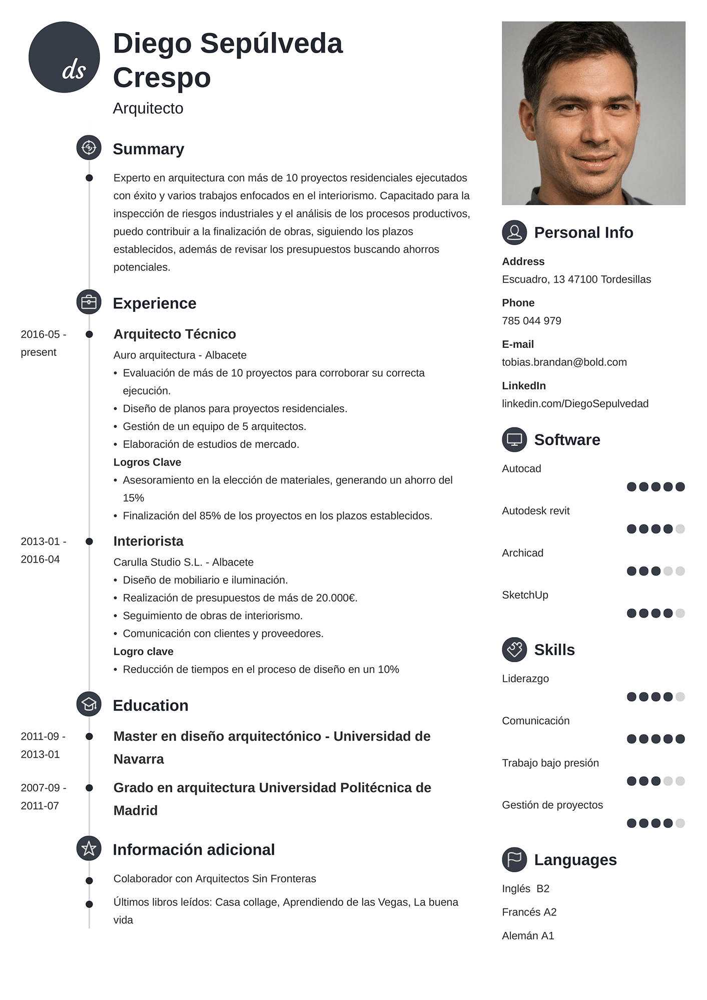 ds
Diego Sepúlveda
Crespo
Arquitecto
Summary
Experto en arquitectura con más de 10 proyectos residenciales ejecutados
con éxito y varios trabajos enfocados en el interiorismo. Capacitado para la
inspección de riesgos industriales y el análisis de los procesos productivos,
puedo contribuir a la finalización de obras, siguiendo los plazos
establecidos, además de revisar los presupuestos buscando ahorros
potenciales.
Experience
2016-05 -
present
Arquitecto Técnico
Auro arquitectura - Albacete
• Evaluación de más de 10 proyectos para corroborar su correcta
ejecución.
• Diseño de planos para proyectos residenciales.
• Gestión de un equipo de 5 arquitectos.
• Elaboración de estudios de mercado.
Logros Clave
• Asesoramiento en la elección de materiales, generando un ahorro del
15%
• Finalización del 85% de los proyectos en los plazos establecidos.
2013-01 -
2016-04
Interiorista
Carulla Studio S.L. - Albacete
• Diseño de mobiliario e iluminación.
• Realización de presupuestos de más de 20.000€.
• Seguimiento de obras de interiorismo.
• Comunicación con clientes y proveedores.
Logro clave
• Reducción de tiempos en el proceso de diseño en un 10%
Education
2011-09 -
2013-01
Master en diseño arquitectónico - Universidad de
Navarra
2007-09 -
2011-07
Grado en arquitectura Universidad Politécnica de
Madrid
Información adicional
Colaborador con Arquitectos Sin Fronteras
Últimos libros leídos: Casa collage, Aprendiendo de las Vegas, La buena
vida
Personal Info
Address
Escuadro, 13 47100 Tordesillas
Phone
785 044 979
E-mail
tobias.brandan@bold.com
LinkedIn
linkedin.com/DiegoSepulvedad
Software
Autocad
Autodesk revit
Archicad
SketchUp
Skills
Liderazgo
Comunicación
Trabajo bajo presión
Gestión de proyectos
Languages
Inglés  B2
Francés A2
Alemán A1